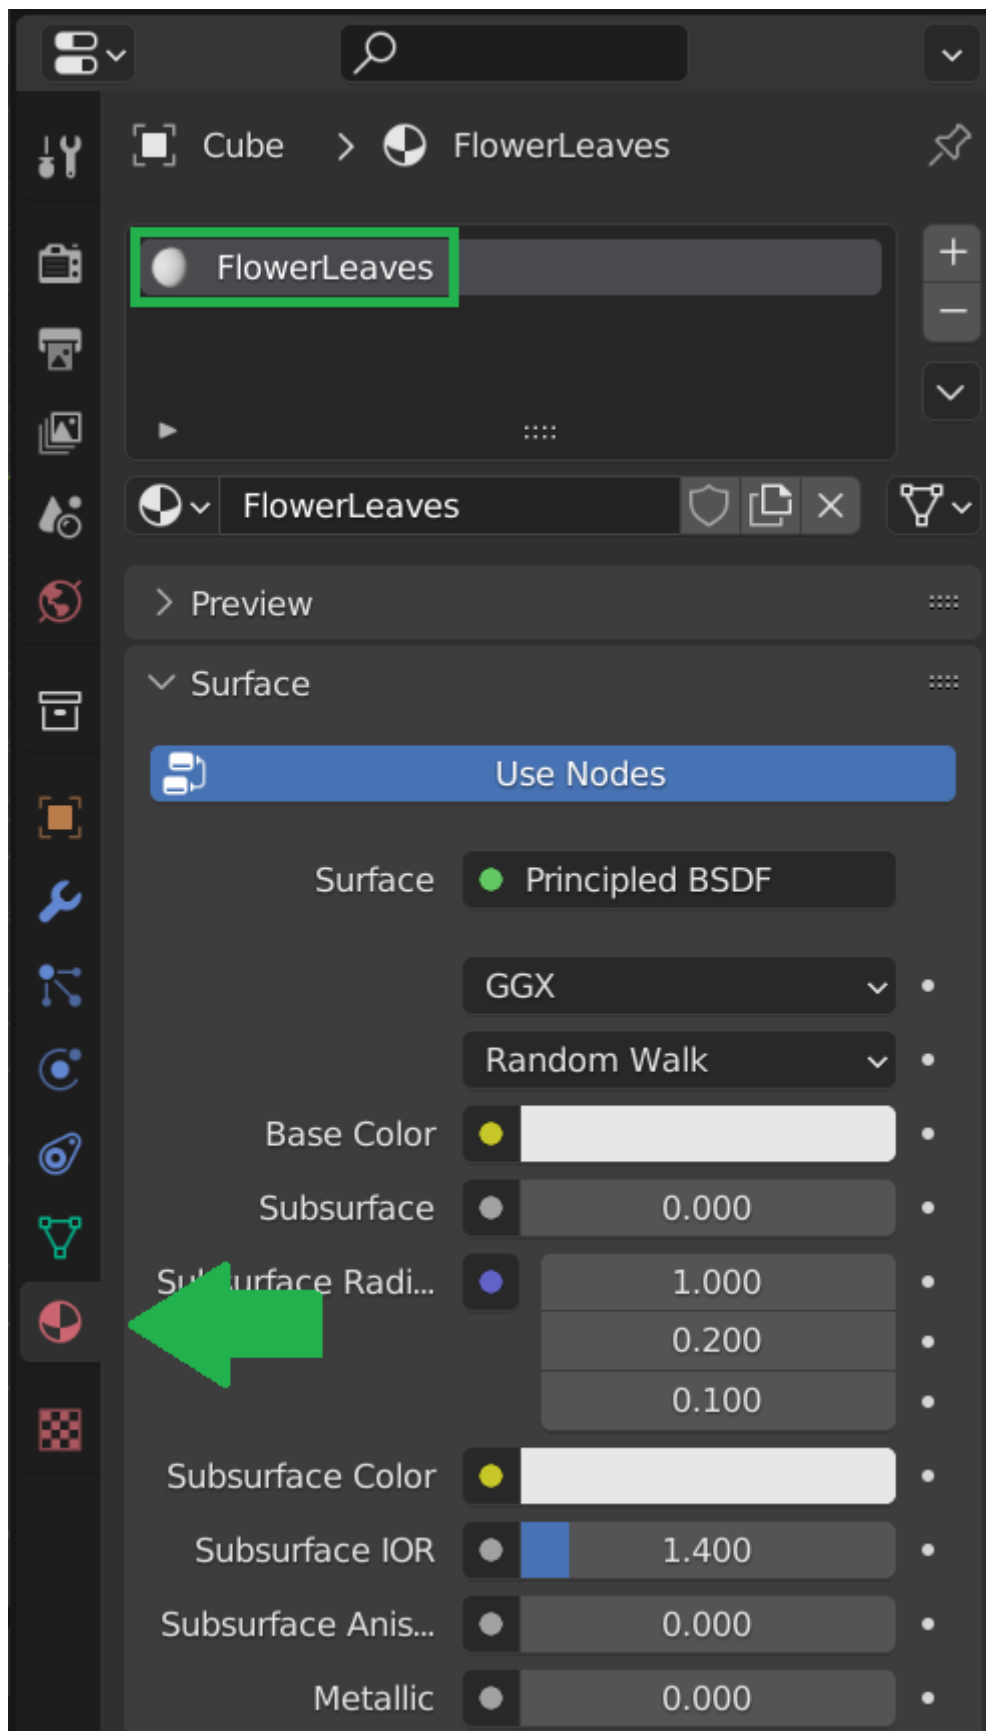 Cube > FlowerLeaves
FlowerLeaves
FlowerLeaves
Preview
Surface
Use Nodes
Surface Principled BSDF
GGX
Random Walk
Base Color
Subsurface 0.000
Subsurface Radi... 1.000
0.200
0.100
Subsurface Color
Subsurface IOR 1.400
Subsurface Anis... 0.000
Metallic 0.000